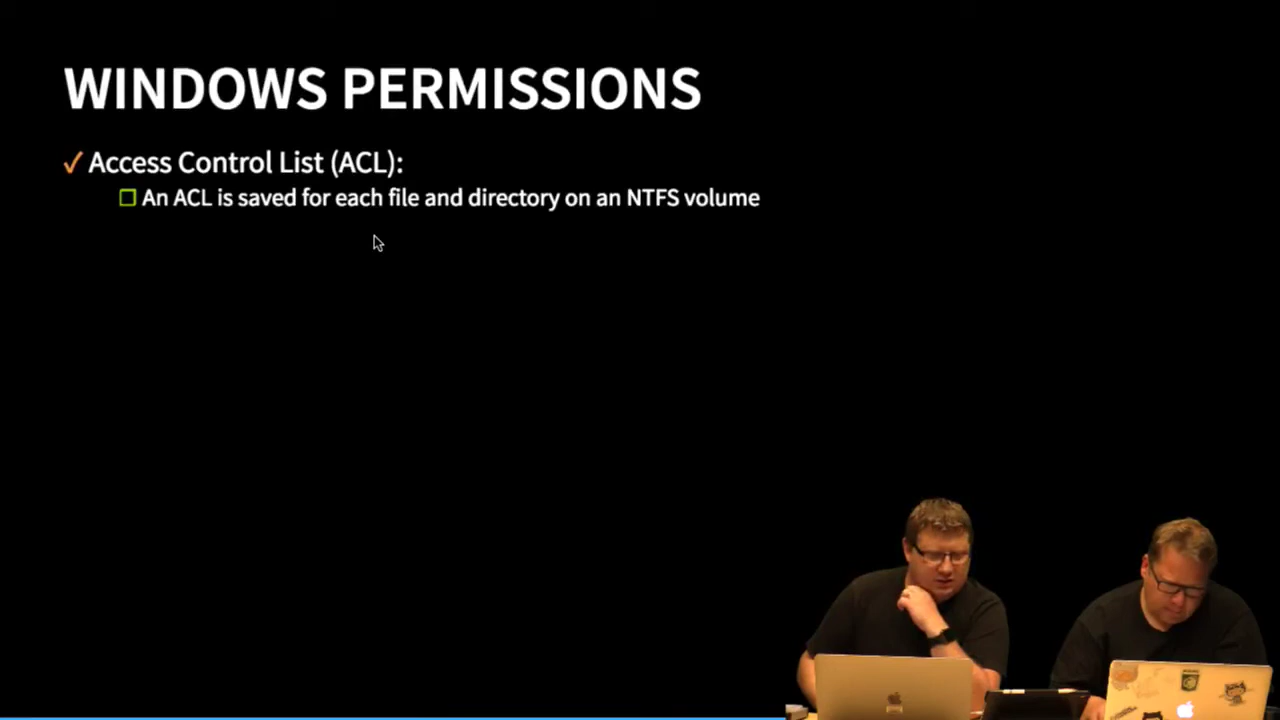 WINDOWS PERMISSIONS
✓ Access Control List (ACL):
❒ An ACL is saved for each file and directory on an NTFS volume